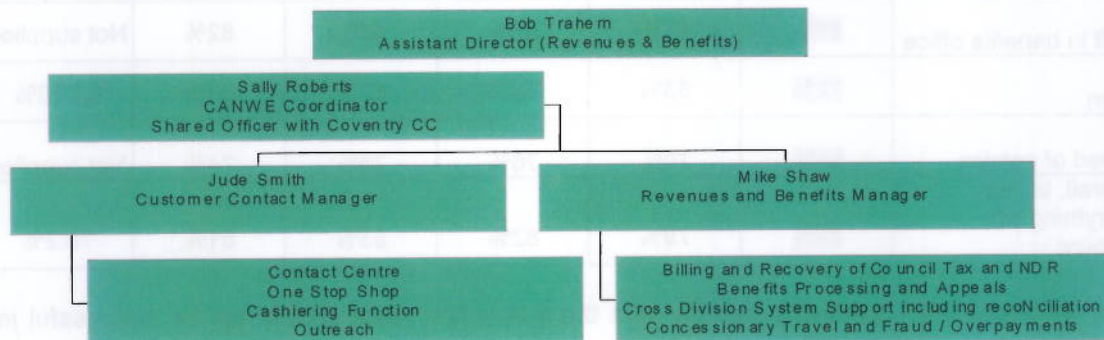 Bob Trahern
Assistant Director (Revenues & Benefits)
Sally Roberts
CANWE Coordinator
Shared Officer with Coventry CC
Jude Smith
Customer Contact Manager
Mike Shaw
Revenues and Benefits Manager
Contact Centre
One Stop Shop
Cashiering Function
Outreach
Billing and Recovery of Council Tax and NDR
Benefits Processing and Appeals
Cross Division System Support including recoNciliation
Concessionary Travel and Fraud / Overpayments